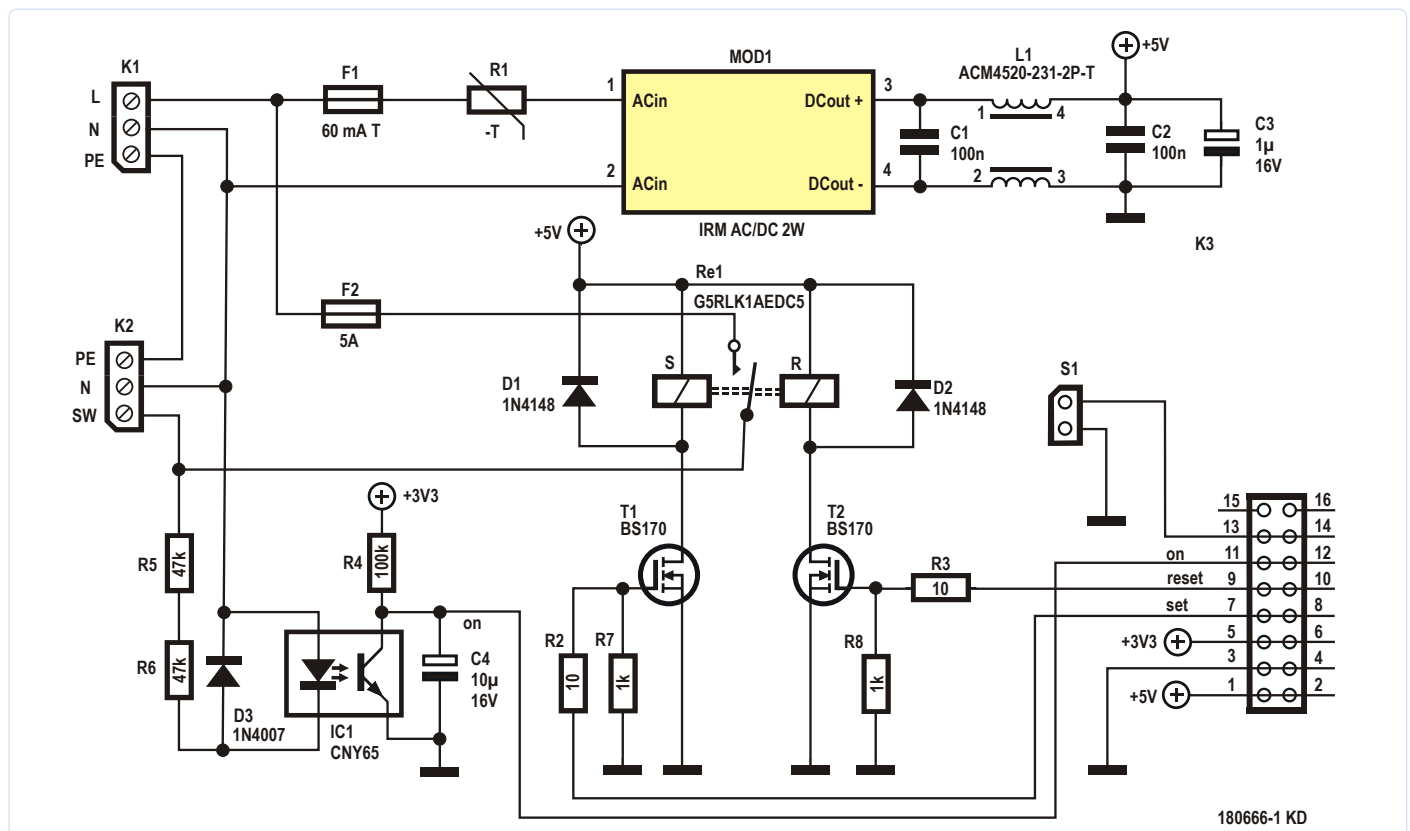 K1
L
N
PE
F1
60 mA T
R1
-T
MOD1
1
ACin
2
ACin
DCout +
3
DCout -
4
IRM AC/DC 2W
L1
ACM4520-231-2P-T
1
4
2
3
C1
100n
+5V
C2
100n
C3
1µ
16V
K3
+5V
Re1
G5RLK1AEDC5
F2
5A
K2
PE
N
SW
D1
1N4148
S
R
D2
1N4148
S1
+3V3
R5
47k
R4
100k
R6
47k
D3
1N4007
IC1
CNY65
on
C4
10µ
16V
T1
BS170
T2
BS170
R2
10
R7
1k
R3
10
R8
1k
15
16
13
14
on
11
12
reset
9
10
set
7
8
+3V3
5
6
3
4
+5V
1
2
180666-1 KD